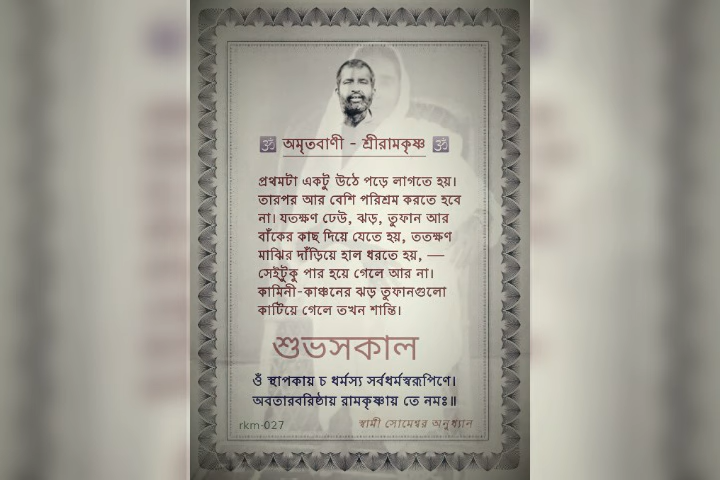 🕉 অমৃতবাণী - শ্রীরামকৃষ্ণ 🕉
প্রথমটা একটু উঠে পড়ে লাগতে হয়।
তারপর আর বেশি পরিশ্রম করতে হবে
না। যতক্ষণ ঢেউ, ঝড়, তুফান আর
বাঁকের কাছ দিয়ে যেতে হয়, ততক্ষণ
মাঝির দাঁড়িয়ে হাল ধরতে হয়, —
সেইটুকু পার হয়ে গেলে আর না।
কামিনী-কাঞ্চনের ঝড় তুফানগুলো
কাটিয়ে গেলে তখন শান্তি।
শুভসকাল
ওঁ স্থাপকায় চ ধর্মস্য সর্বধর্মস্বরূপিণে।
অবতারবরিষ্ঠায় রামকৃষ্ণায় তে নমঃ॥
rkm-027
স্বামী সোমেশ্বর অনুধ্যান